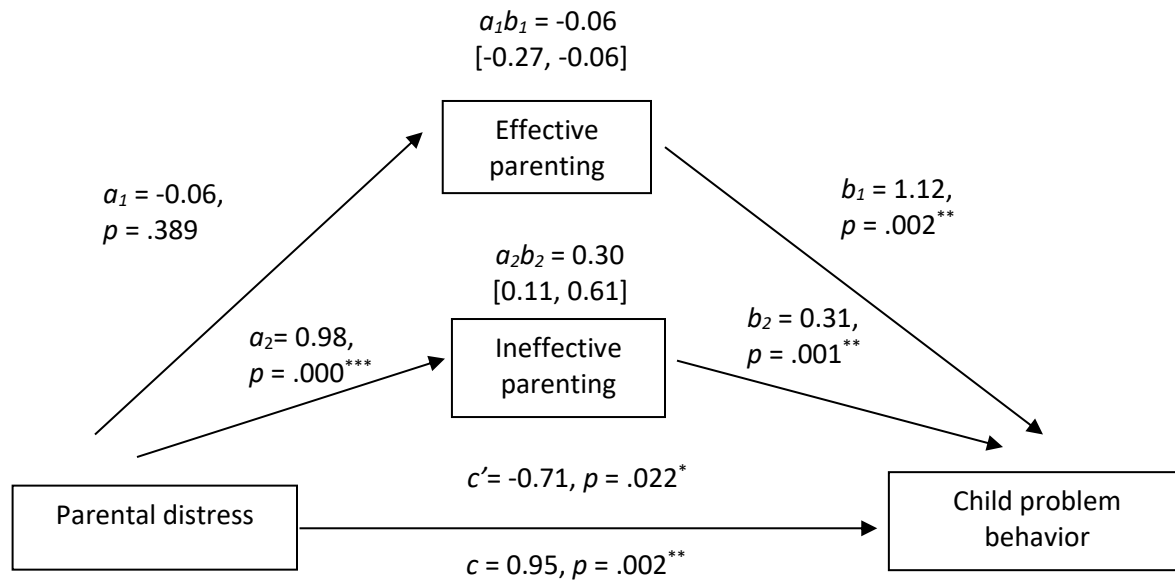 a₁b₁ = -0.06
[-0.27, -0.06]
Effective
parenting
a₁ = -0.06,
p = .389
b₁ = 1.12,
p = .002**
a₂b₂ = 0.30
[0.11, 0.61]
a₂= 0.98,
p = .000***
Ineffective
parenting
b₂ = 0.31,
p = .001**
c’= -0.71, p = .022*
Parental distress
Child problem
behavior
c = 0.95, p = .002**